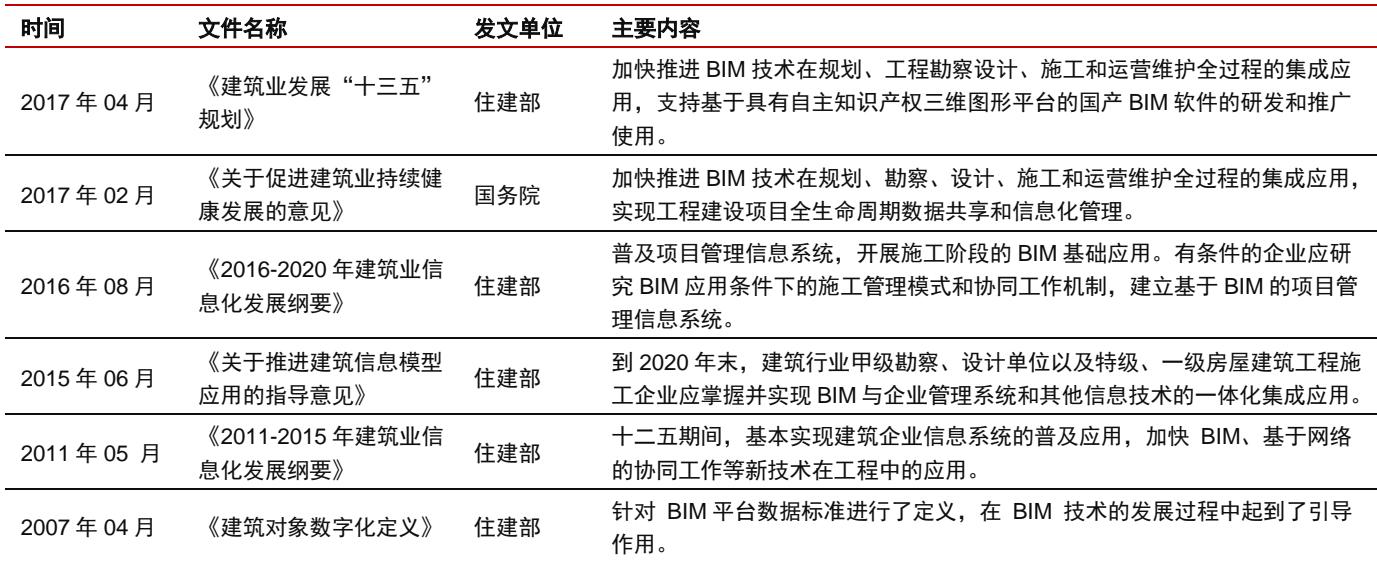 时间 文件名称 发文单位 主要内容
2017 年 04 月 《建筑业发展“十三五” 规划》 住建部 加快推进 BIM 技术在规划、工程勘察设计、施工和运营维护全过程的集成应
用，支持基于具有自主知识产权三维图形平台的国产 BIM 软件的研发和推广
使用。
2017 年 02 月 《关于促进建筑业持续健 康发展的意见》 国务院 加快推进 BIM 技术在规划、勘察、设计、施工和运营维护全过程的集成应用，
实现工程建设项目全生命周期数据共享和信息化管理。
2016 年 08 月 《2016-2020 年建筑业信 息化发展纲要》 住建部 普及项目管理信息系统，开展施工阶段的 BIM 基础应用。有条件的企业应研
究 BIM 应用条件下的施工管理模式和协同工作机制，建立基于 BIM 的项目管
理信息系统。
2015 年 06 月 《关于推进建筑信息模型 应用的指导意见》 住建部 到 2020 年末，建筑行业甲级勘察、设计单位以及特级、一级房屋建筑工程施
工企业应掌握并实现 BIM 与企业管理系统和其他信息技术的一体化集成应用。
2011 年 05 月 《2011-2015 年建筑业信 息化发展纲要》 住建部 十二五期间，基本实现建筑企业信息系统的普及应用，加快 BIM、基于网络
的协同工作等新技术在工程中的应用。
2007 年 04 月 《建筑对象数字化定义》 住建部 针对 BIM 平台数据标准进行了定义，在 BIM 技术的发展过程中起到了引导
作用。